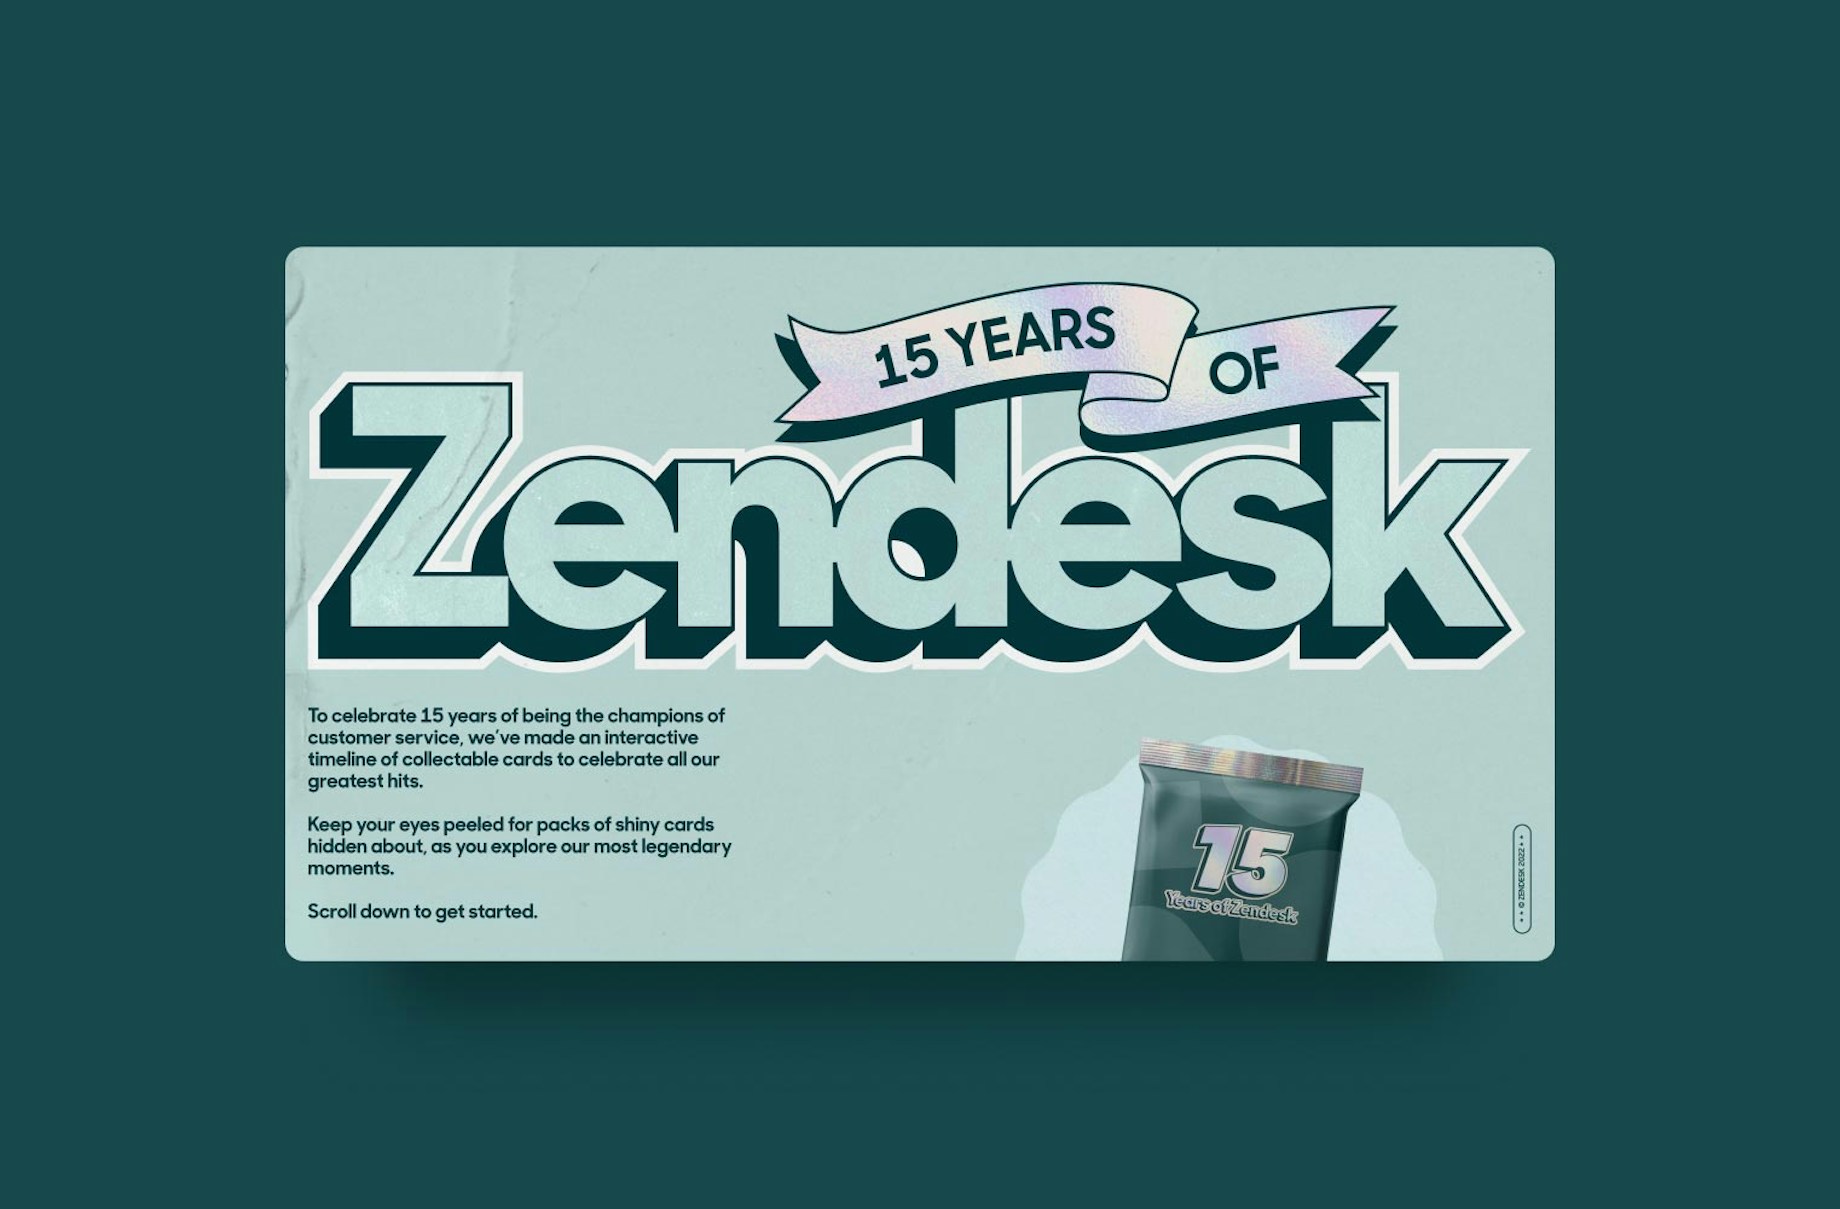 15 YEARS OF
Zendesk
To celebrate 15 years of being the champions of
customer service, we've made an interactive
timeline of collectable cards to celebrate all our
greatest hits.
Keep your eyes peeled for packs of shiny cards
hidden about, as you explore our most legendary
moments.
Scroll down to get started.
15
Years of Zendesk
© ZENDESK 2022